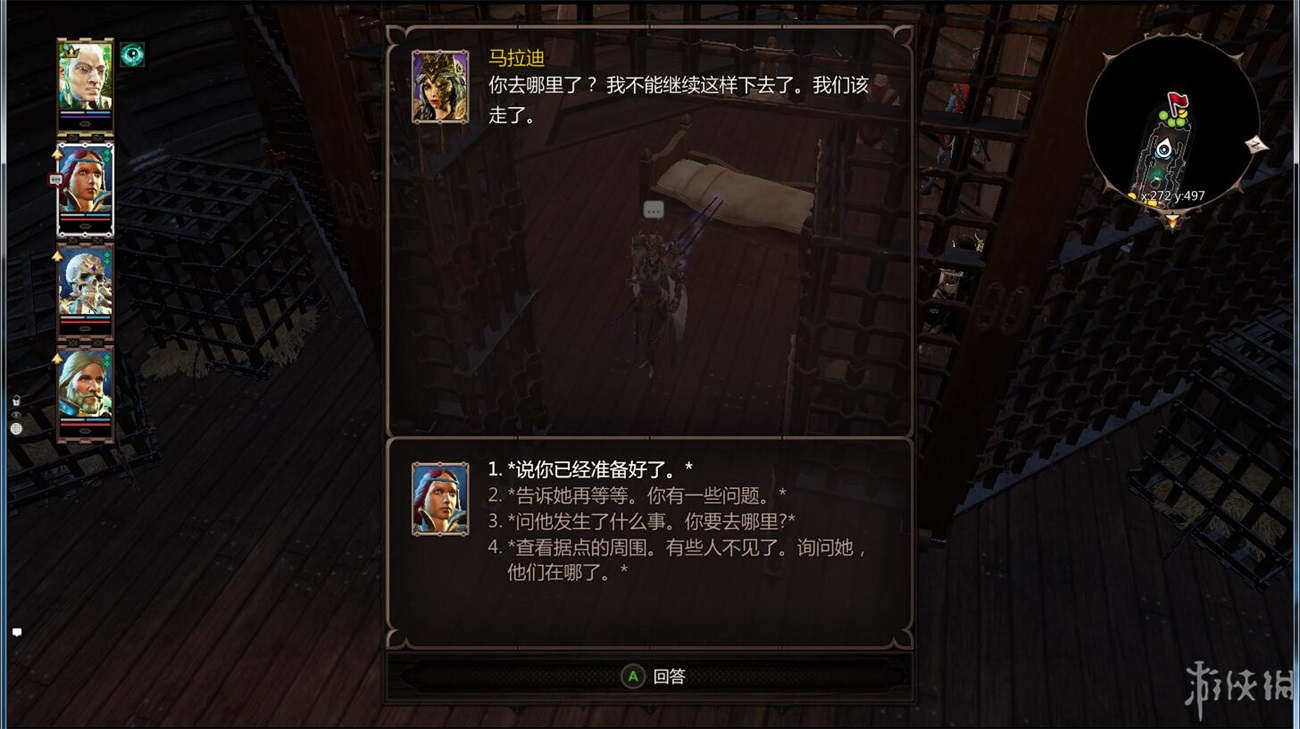 马拉迪
你去哪里了？我不能继续这样下去了。我们该
走了。
x:272 y:497
1. *说你已经准备好了。*
2. *告诉她再等等。你有一些问题。*
3. *问他发生了什么事。你要去哪里?*
4. *查看据点的周围。有些人不见了。询问她，
他们在哪了。*
A 回答
游侠網